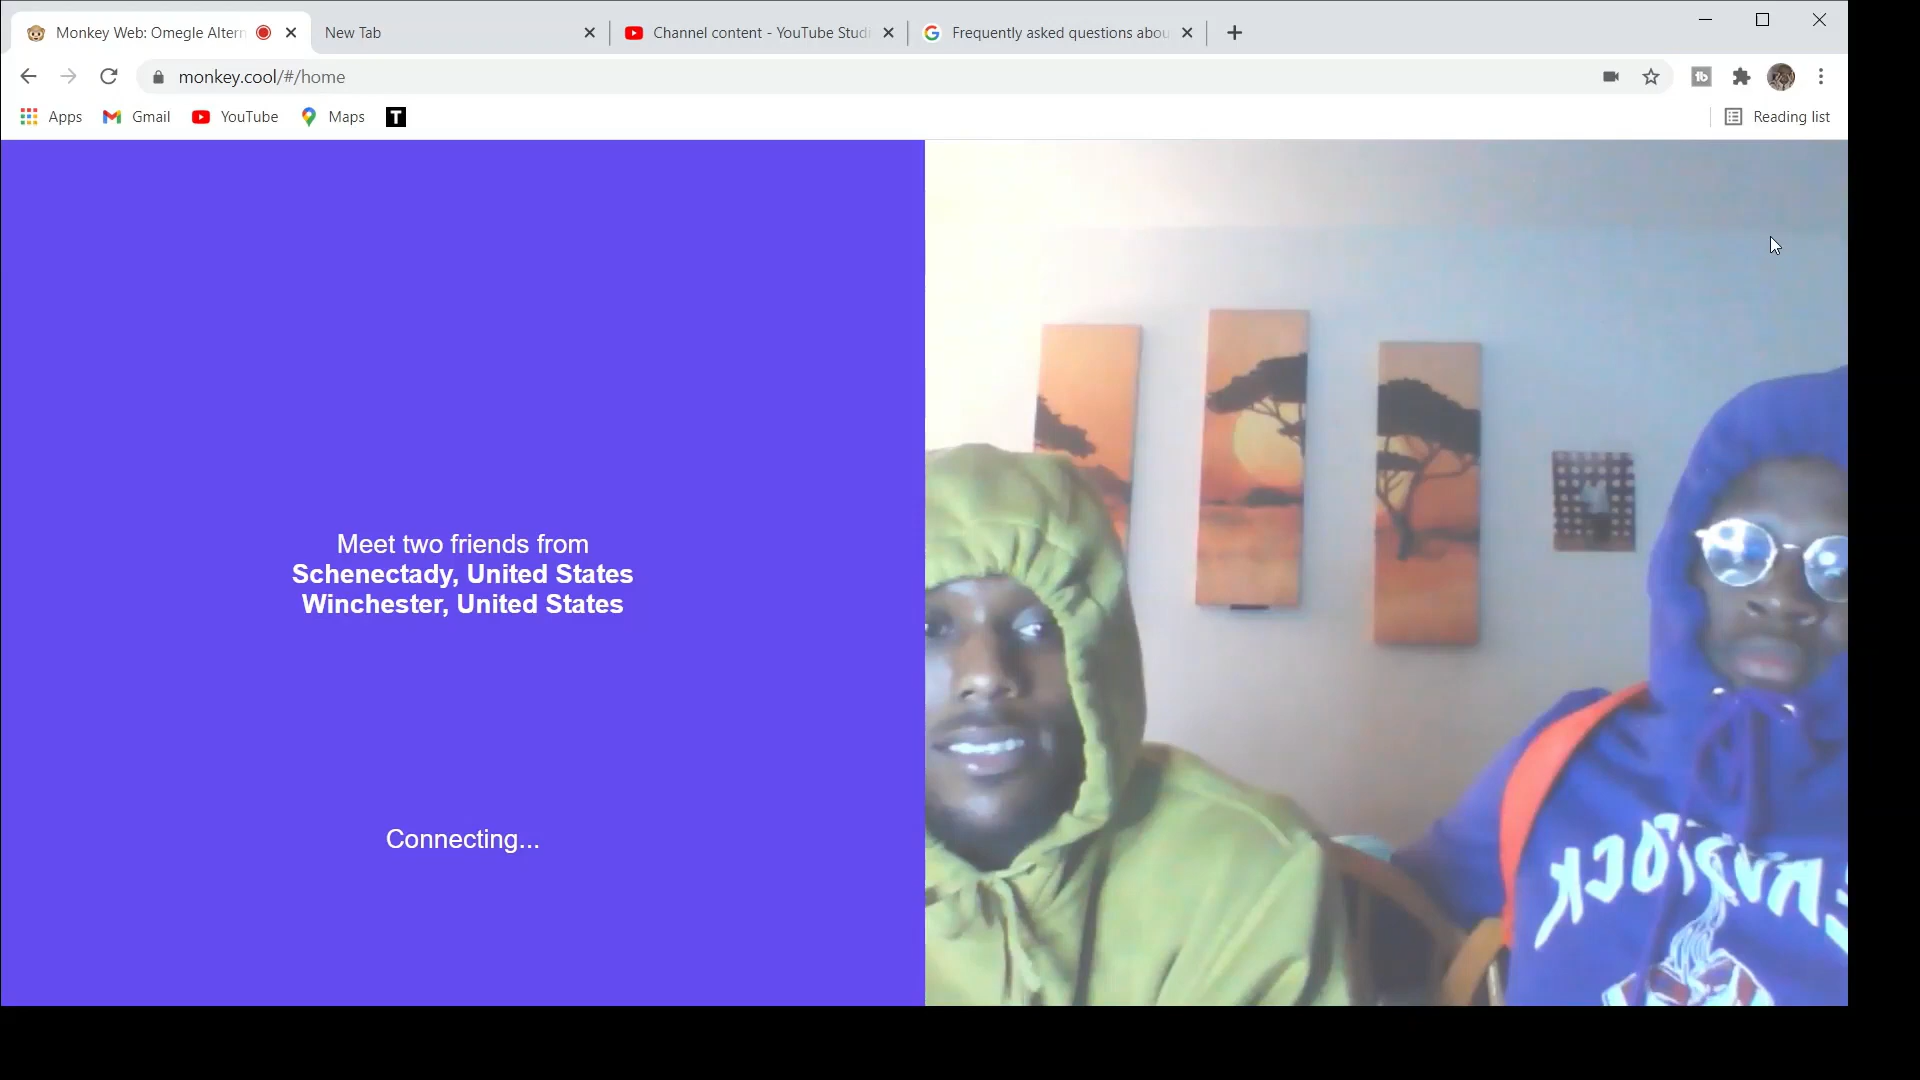 Monkey Web: Omegle Altern
New Tab
Channel content - YouTube Studi
Frequently asked questions abou
monkey.cool/#/home
tb
Apps
Gmail
YouTube
Maps
T
Reading list
Meet two friends from
Schenectady, United States
Winchester, United States
Connecting...